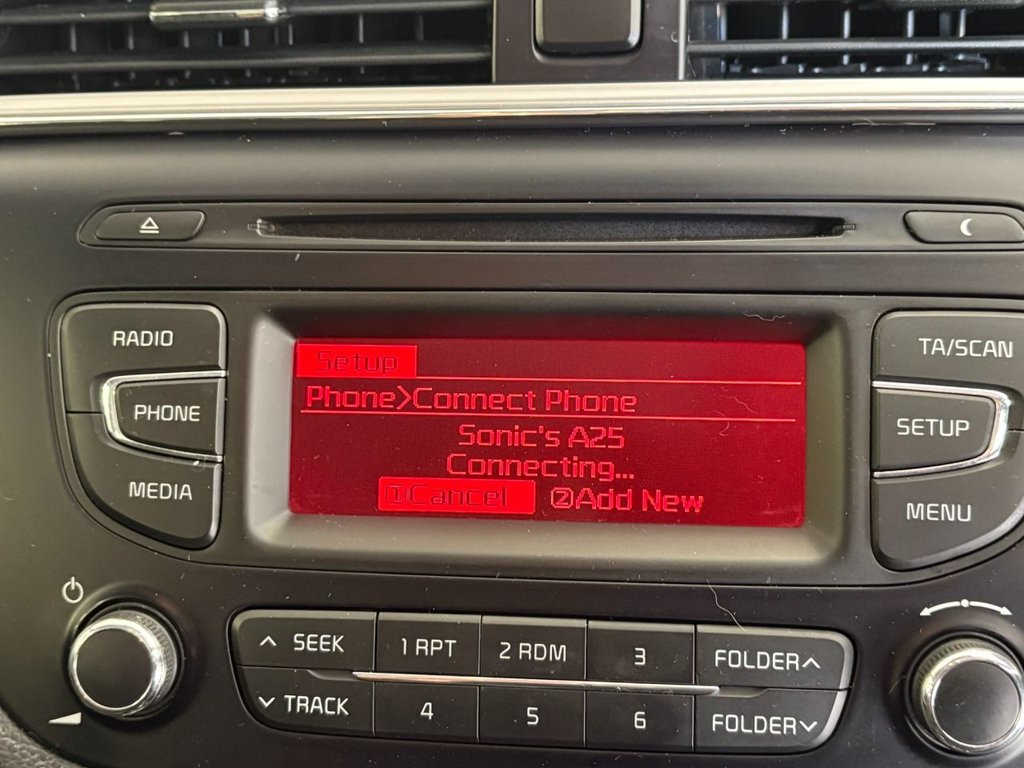 RADIO
PHONE
MEDIA
Setup
Phone>Connect Phone
Sonic's A25
Connecting...
1Cancel 2Add New
TA/SCAN
SETUP
MENU
SEEK 1 RPT 2 RDM 3 FOLDER
TRACK 4 5 6 FOLDER